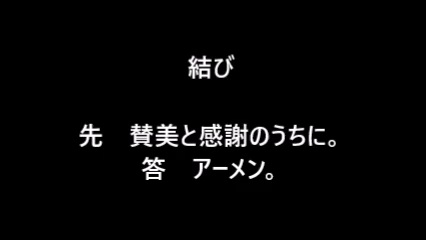 結び
先　賛美と感謝のうちに。
答　アーメン。